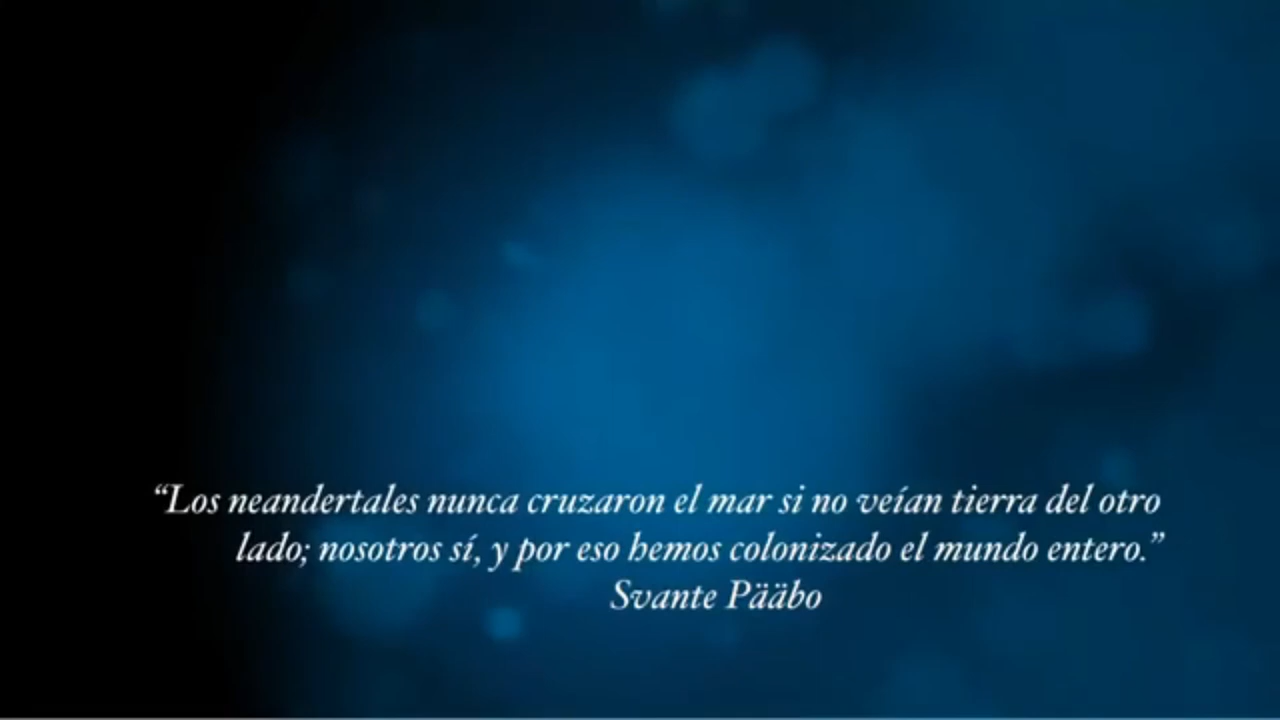 “Los neandertales nunca cruzaron el mar si no veían tierra del otro
lado; nosotros sí, y por eso hemos colonizado el mundo entero.”
Svante Pääbo